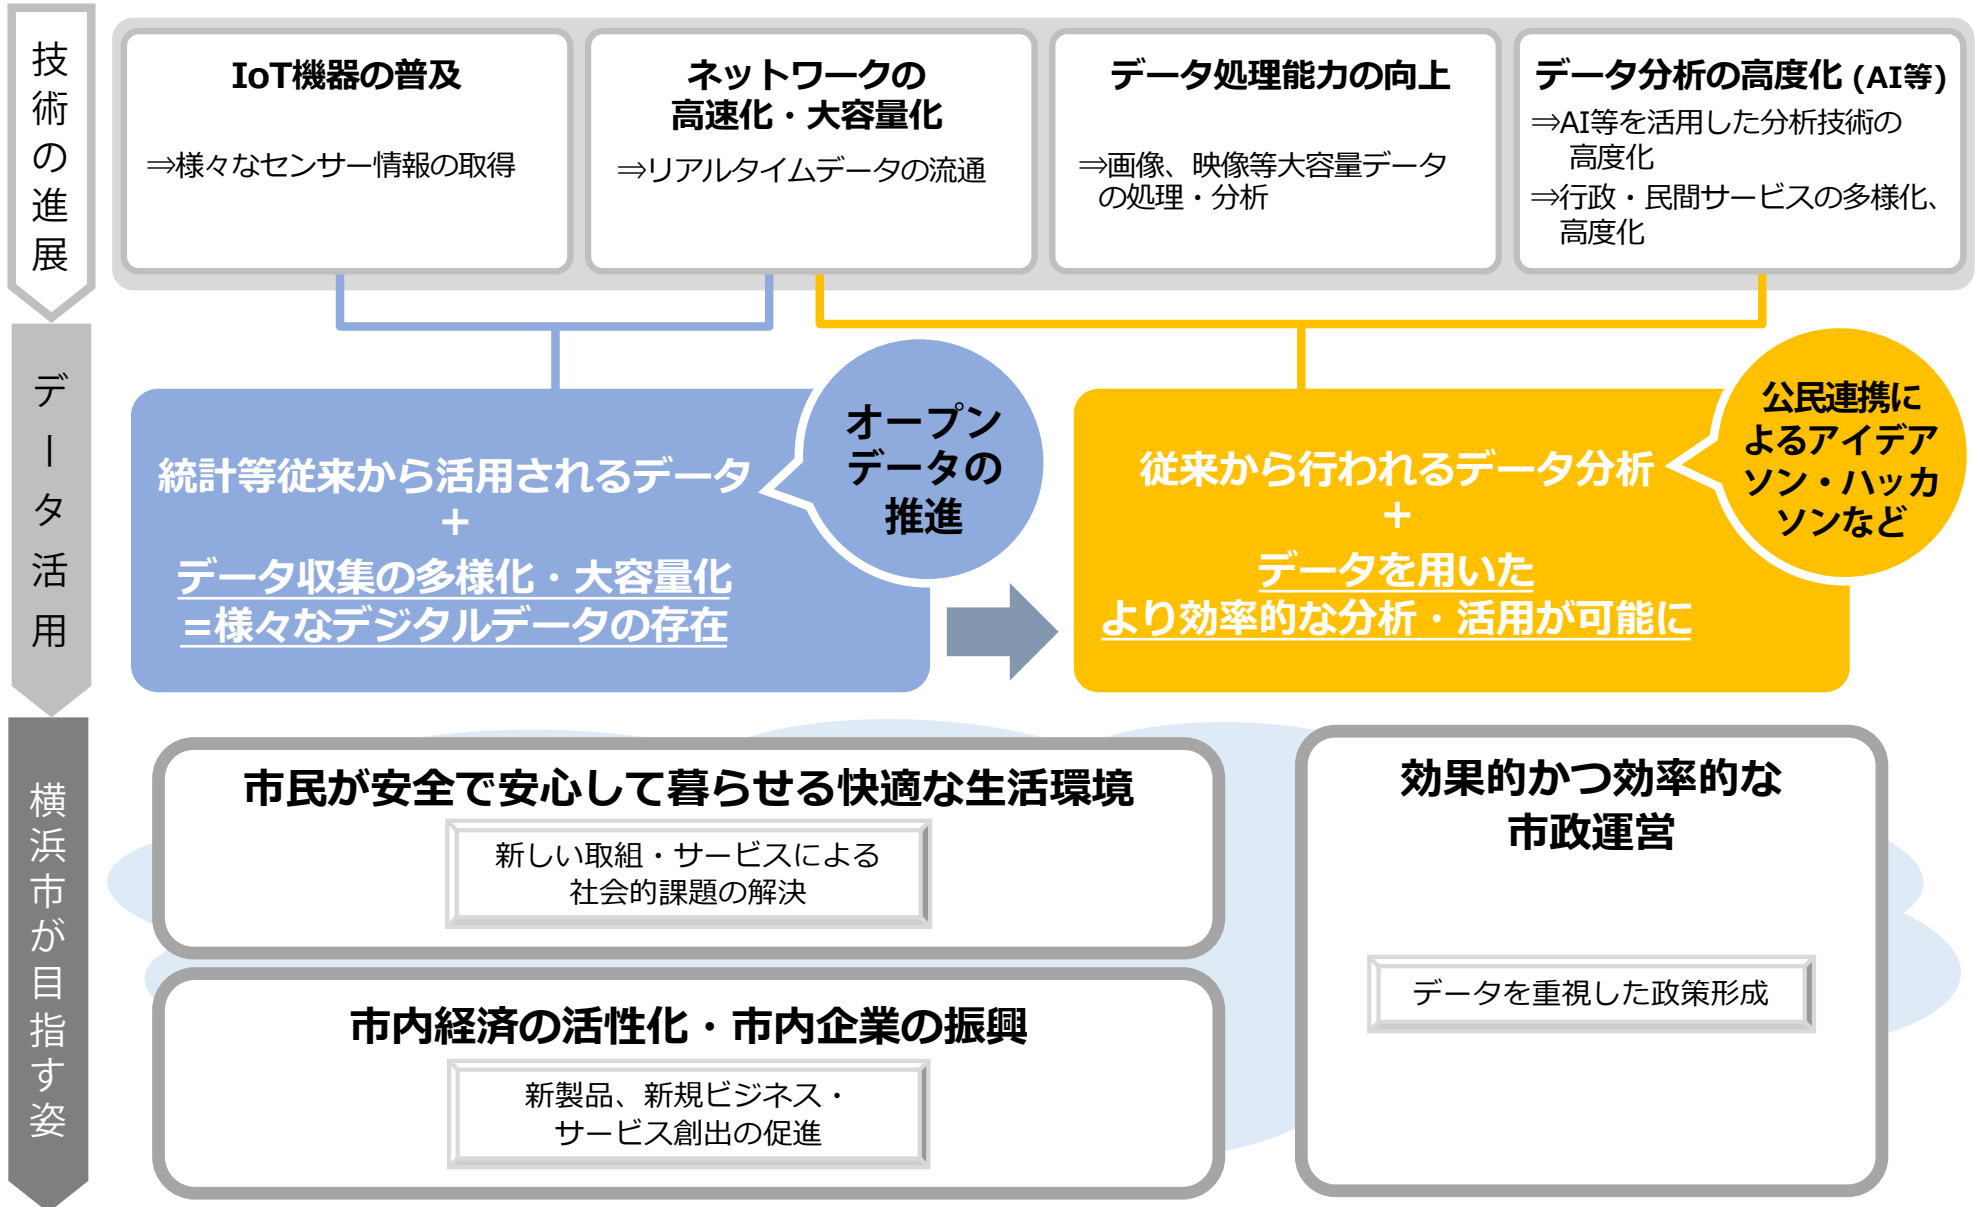 技術の進展
IoT機器の普及
⇒様々なセンサー情報の取得
ネットワークの
高速化・大容量化
⇒リアルタイムデータの流通
データ処理能力の向上
⇒画像、映像等大容量データ
の処理・分析
データ分析の高度化 (AI等)
⇒AI等を活用した分析技術の
高度化
⇒行政・民間サービスの多様化、
高度化
データ活用
統計等従来から活用されるデータ
+
データ収集の多様化・大容量化
=様々なデジタルデータの存在
オープン
データの
推進
従来から行われるデータ分析
+
データを用いた
より効率的な分析・活用が可能に
公民連携に
よるアイデア
ソン・ハッカ
ソンなど
横浜市が目指す姿
市民が安全で安心して暮らせる快適な生活環境
新しい取組・サービスによる
社会的課題の解決
市内経済の活性化・市内企業の振興
新製品、新規ビジネス・
サービス創出の促進
効果的かつ効率的な
市政運営
データを重視した政策形成